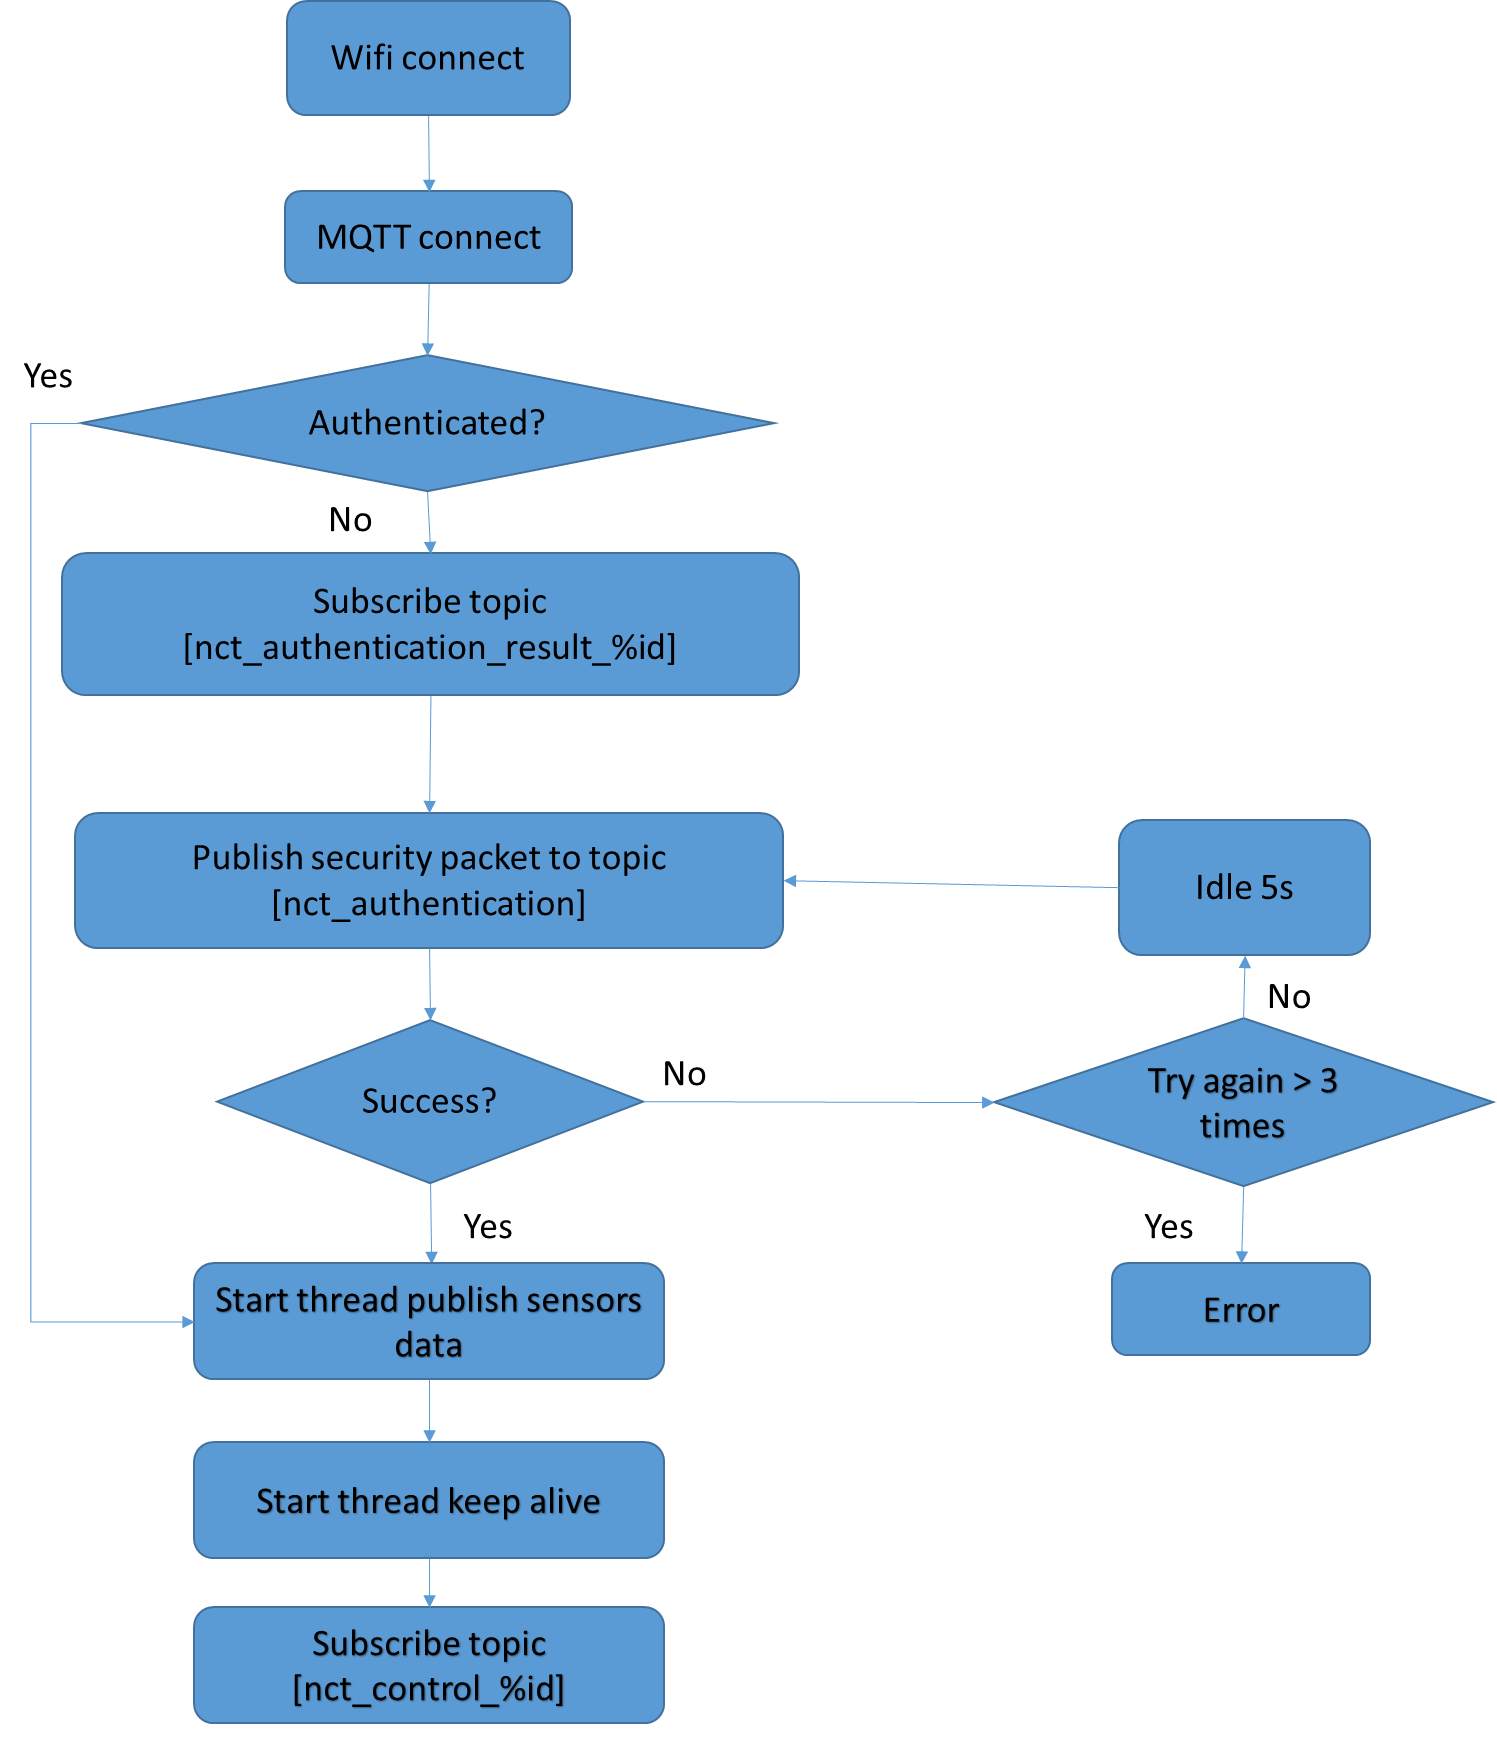 Wifi connect
MQTT connect
Yes
Authenticated?
No
Subscribe topic
[nct_authentication_result_%id]
Publish security packet to topic
[nct_authentication]
Idle 5s
No
Success?
No
Try again > 3
times
Yes
Yes
Start thread publish sensors
data
Error
Start thread keep alive
Subscribe topic
[nct_control_%id]